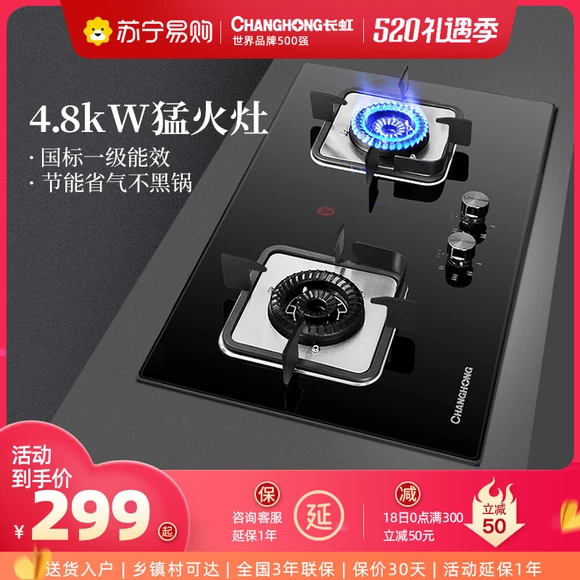 苏宁易购
CHANGHONG长虹
世界品牌500强
520礼遇季
4.8kW猛火灶
·国标一级能效
·节能省气不黑锅
CHANGHONG
活动
到手价
¥299起
保
咨询客服
延保1年
延
减
18日0点满300
立减50元
立减
50
送货入户 | 乡镇村可达 | 全国3年联保 | 保价30天 | 活动延保1年